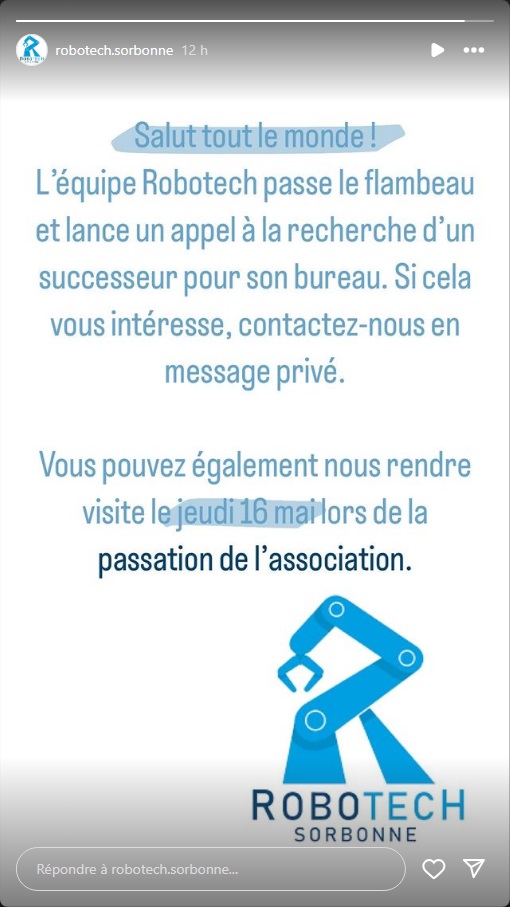 robotech.sorbonne 12 h
Salut tout le monde !
L'équipe Robotech passe le flambeau
et lance un appel à la recherche d'un
successeur pour son bureau. Si cela
vous intéresse, contactez-nous en
message privé.
Vous pouvez également nous rendre
visite le jeudi 16 mai lors de la
passation de l'association.
ROBOTECH
SORBONNE
Répondre à robotech.sorbonne...